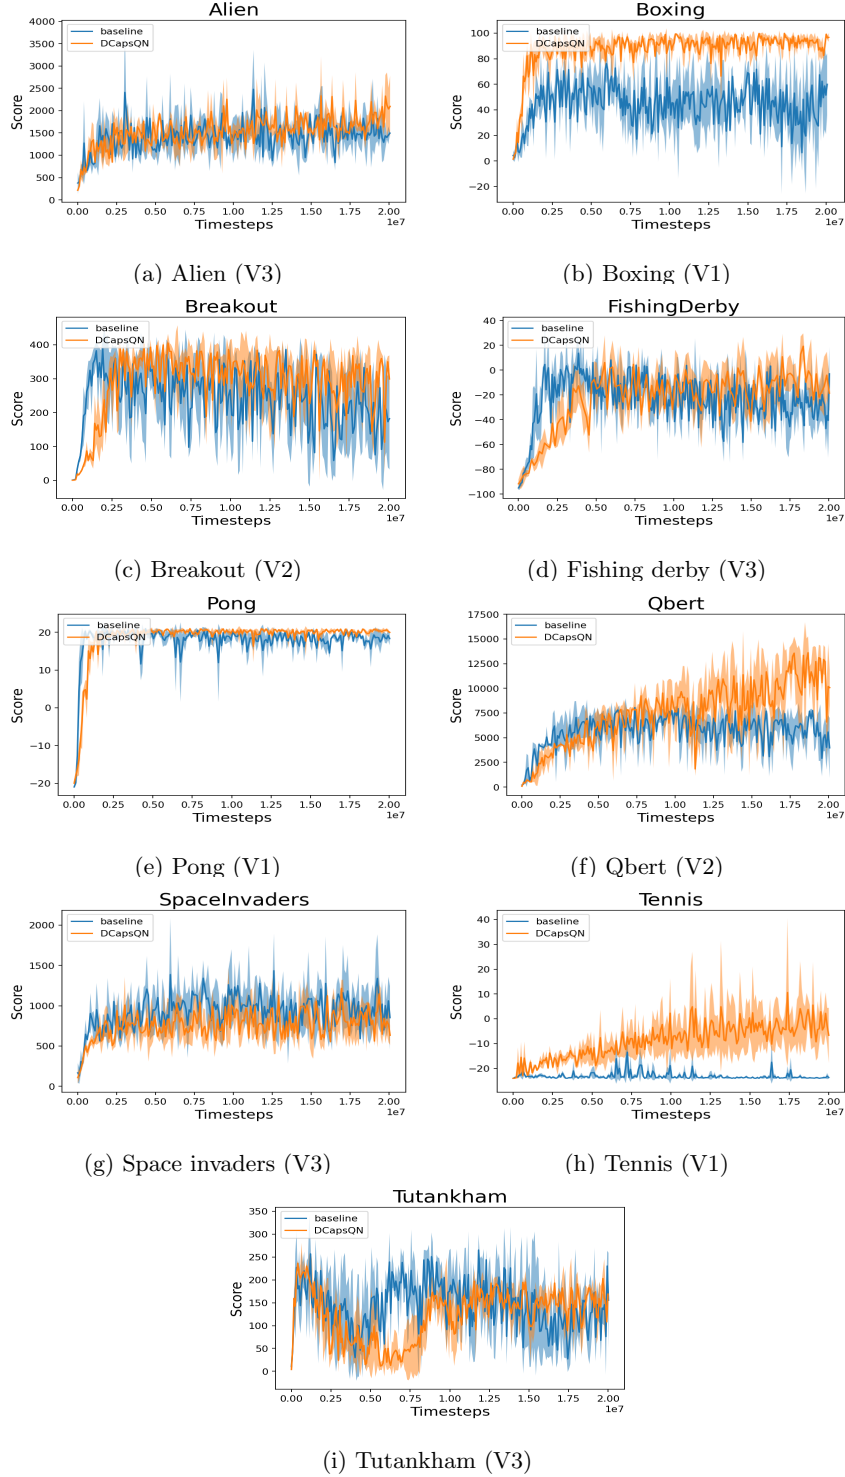 Alien
baseline
DCapsQN
Score
4000
3500
3000
2500
2000
1500
1000
500
0
0.00 0.25 0.50 0.75 1.00 1.25 1.50 1.75 2.00
1e7
Timesteps
(a) Alien (V3)
Boxing
baseline
DCapsQN
Score
100
80
60
40
20
0
−20
0.00 0.25 0.50 0.75 1.00 1.25 1.50 1.75 2.00
1e7
Timesteps
(b) Boxing (V1)
Breakout
baseline
DCapsQN
Score
400
300
200
100
0
0.00 0.25 0.50 0.75 1.00 1.25 1.50 1.75 2.00
1e7
Timesteps
(c) Breakout (V2)
FishingDerby
baseline
DCapsQN
Score
40
20
0
−20
−40
−60
−80
−100
0.00 0.25 0.50 0.75 1.00 1.25 1.50 1.75 2.00
1e7
Timesteps
(d) Fishing derby (V3)
Pong
baseline
DCapsQN
Score
20
10
0
−10
−20
0.00 0.25 0.50 0.75 1.00 1.25 1.50 1.75 2.00
1e7
Timesteps
(e) Pong (V1)
Qbert
baseline
DCapsQN
Score
17500
15000
12500
10000
7500
5000
2500
0
0.00 0.25 0.50 0.75 1.00 1.25 1.50 1.75 2.00
1e7
Timesteps
(f) Qbert (V2)
SpaceInvaders
baseline
DCapsQN
Score
2000
1500
1000
500
0
0.00 0.25 0.50 0.75 1.00 1.25 1.50 1.75 2.00
1e7
Timesteps
(g) Space invaders (V3)
Tennis
baseline
DCapsQN
Score
40
30
20
10
0
−10
−20
0.00 0.25 0.50 0.75 1.00 1.25 1.50 1.75 2.00
1e7
Timesteps
(h) Tennis (V1)
Tutankham
baseline
DCapsQN
Score
350
300
250
200
150
100
50
0
0.00 0.25 0.50 0.75 1.00 1.25 1.50 1.75 2.00
1e7
Timesteps
(i) Tutankham (V3)